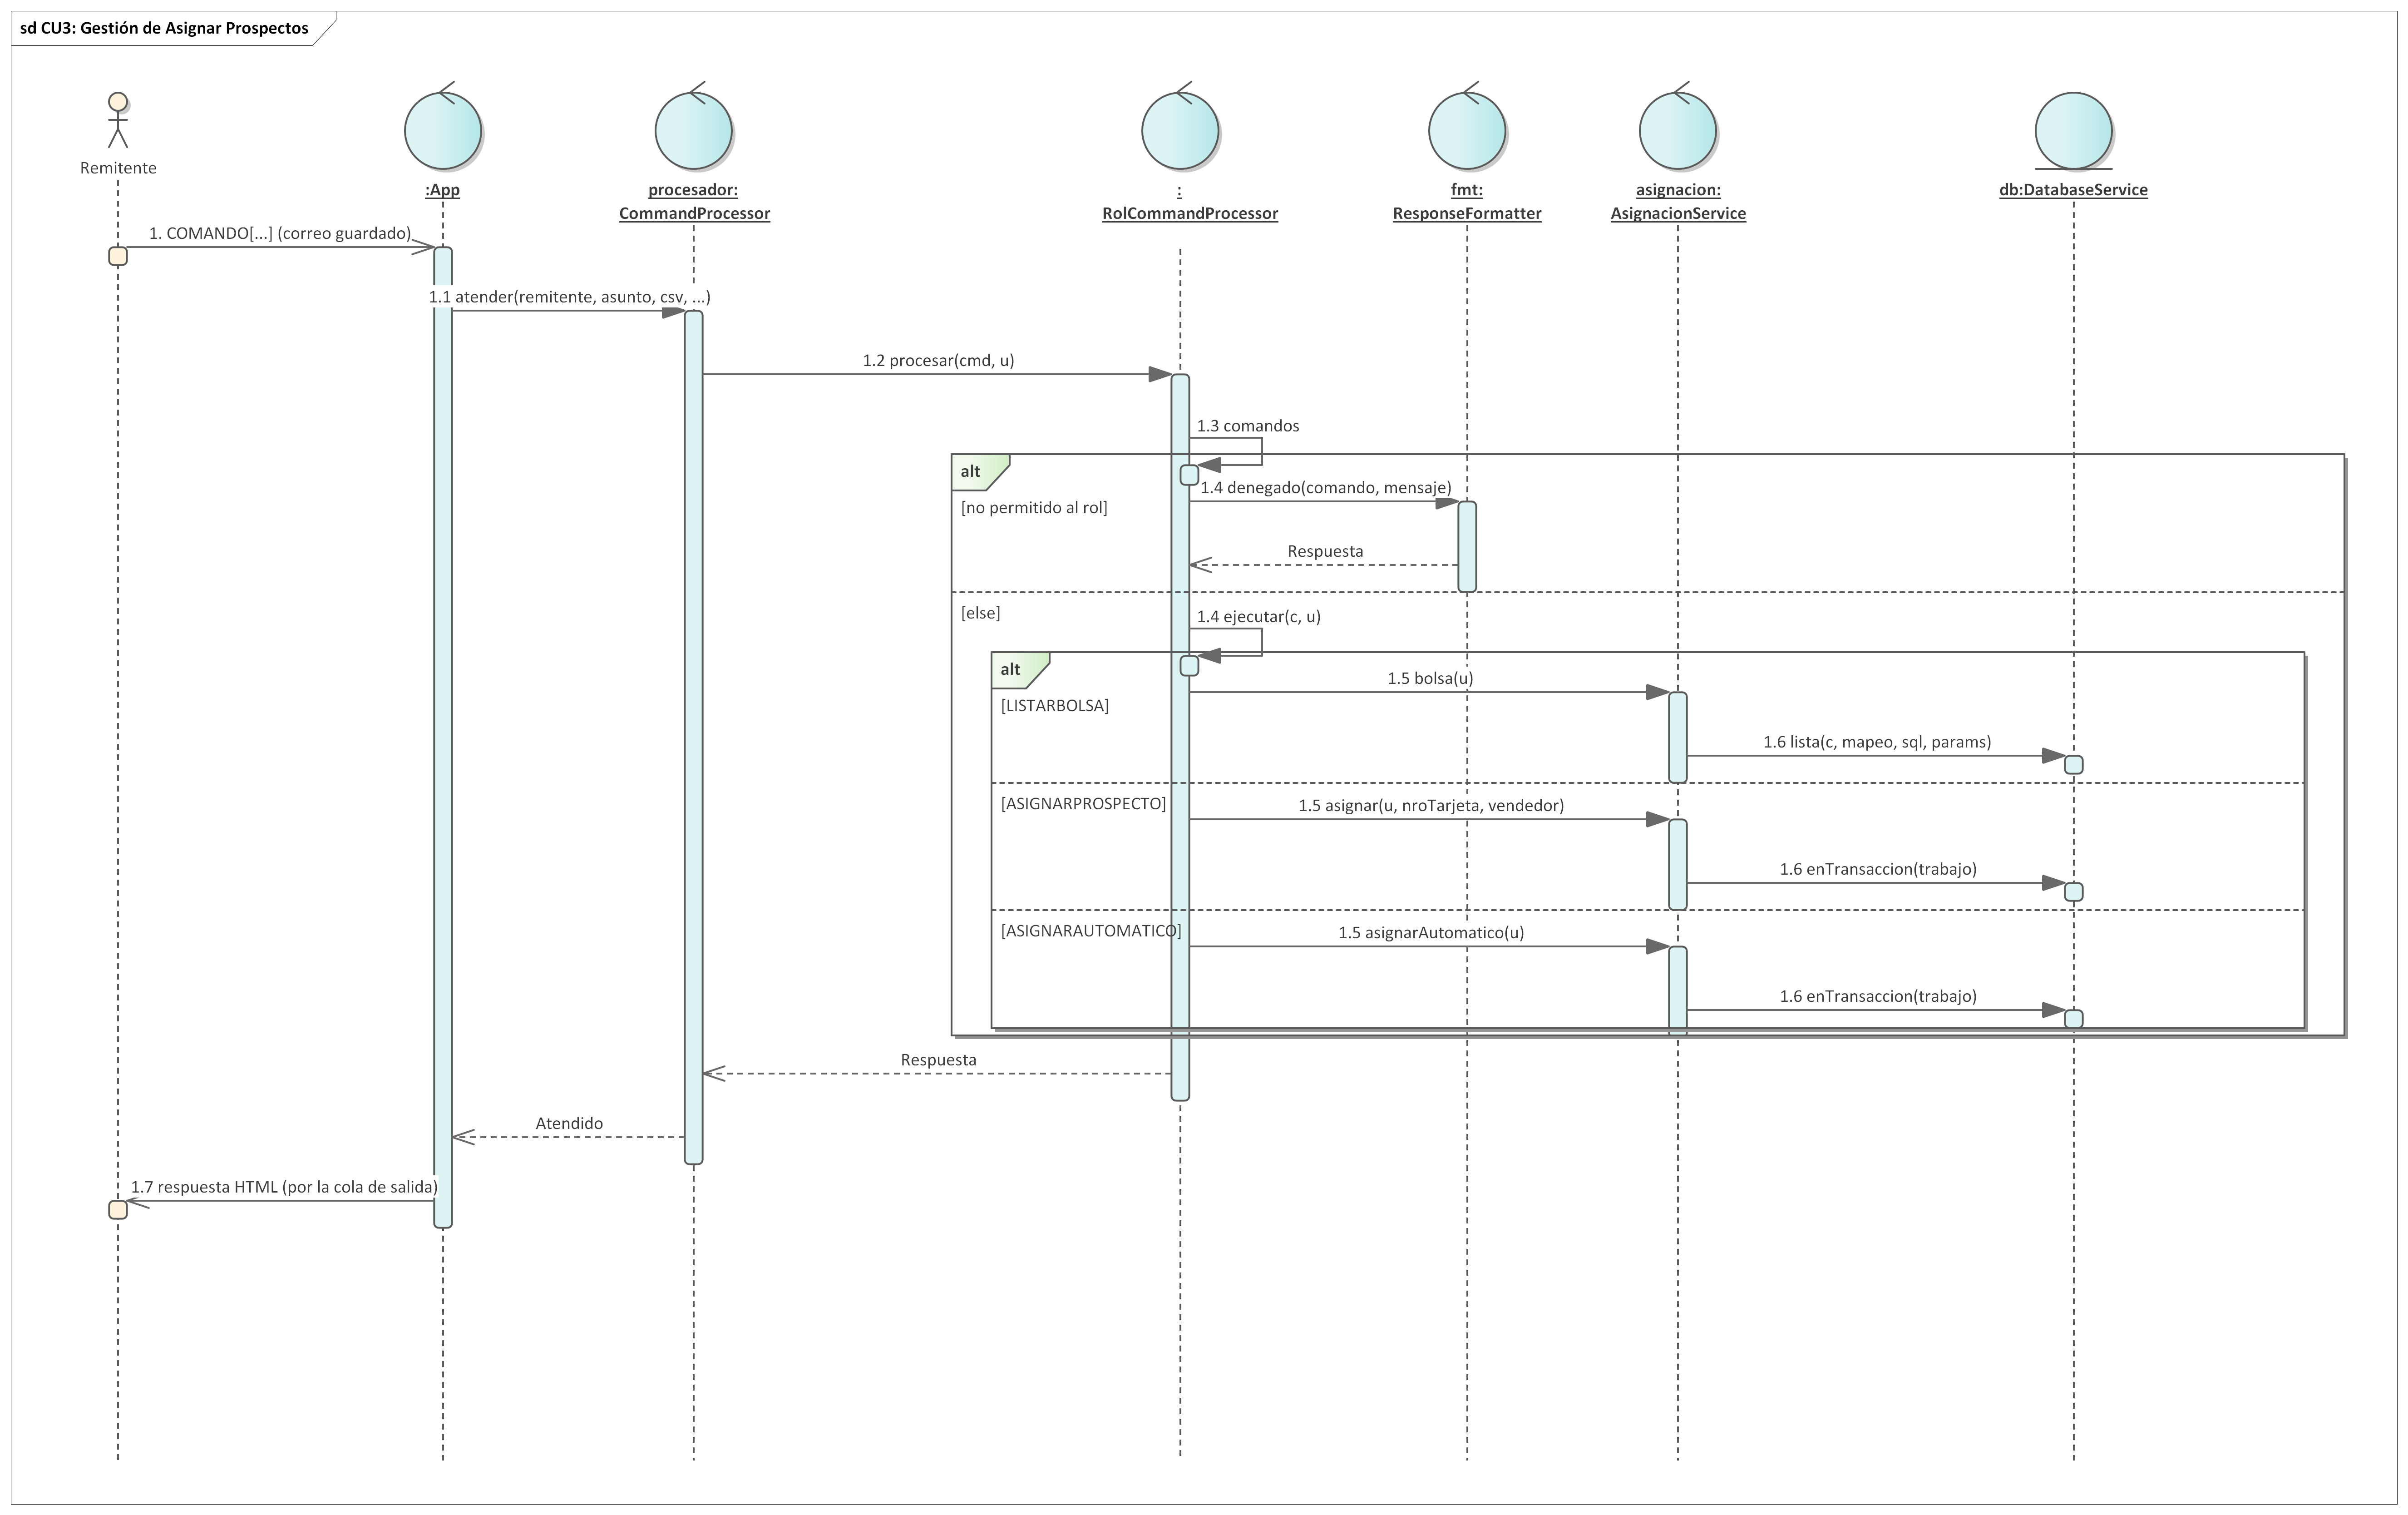 sd CU3: Gestión de Asignar Prospectos
Remitente
:App
procesador:
CommandProcessor
:
RolCommandProcessor
fmt:
ResponseFormatter
asignacion:
AsignacionService
db:DatabaseService
1. COMANDO[...] (correo guardado)
1.1 atender(remitente, asunto, csv, ...)
1.2 procesar(cmd, u)
1.3 comandos
alt
1.4 denegado(comando, mensaje)
[no permitido al rol]
Respuesta
[else]
1.4 ejecutar(c, u)
alt
1.5 bolsa(u)
[LISTARBOLSA]
1.6 lista(c, mapeo, sql, params)
[ASIGNARPROSPECTO]
1.5 asignar(u, nroTarjeta, vendedor)
1.6 enTransaccion(trabajo)
[ASIGNARAUTOMATICO]
1.5 asignarAutomatico(u)
1.6 enTransaccion(trabajo)
Respuesta
Atendido
1.7 respuesta HTML (por la cola de salida)